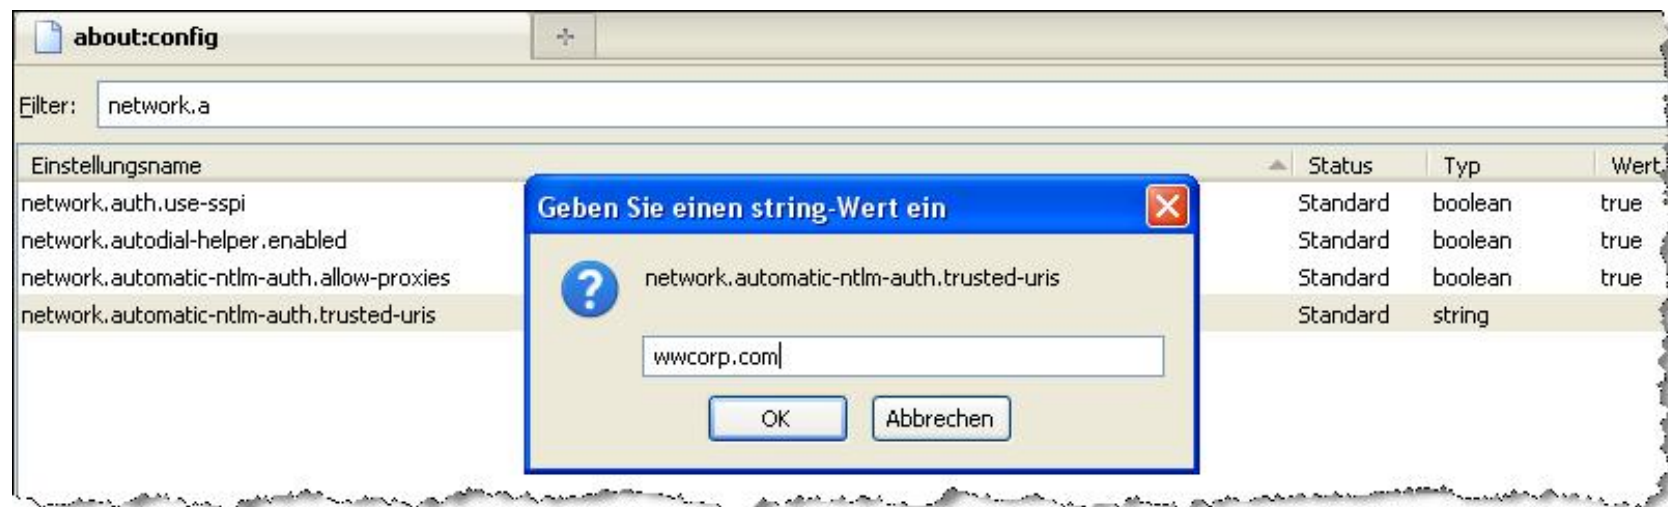 about:config
Filter: network.a
Einstellungsname Status Typ Wert
network.auth.use-sspi Standard boolean true
network.autodial-helper.enabled Standard boolean true
network.automatic-ntlm-auth.allow-proxies Standard boolean true
network.automatic-ntlm-auth.trusted-uris Standard string
Geben Sie einen string-Wert ein
network.automatic-ntlm-auth.trusted-uris
wwcorp.com
OK Abbrechen